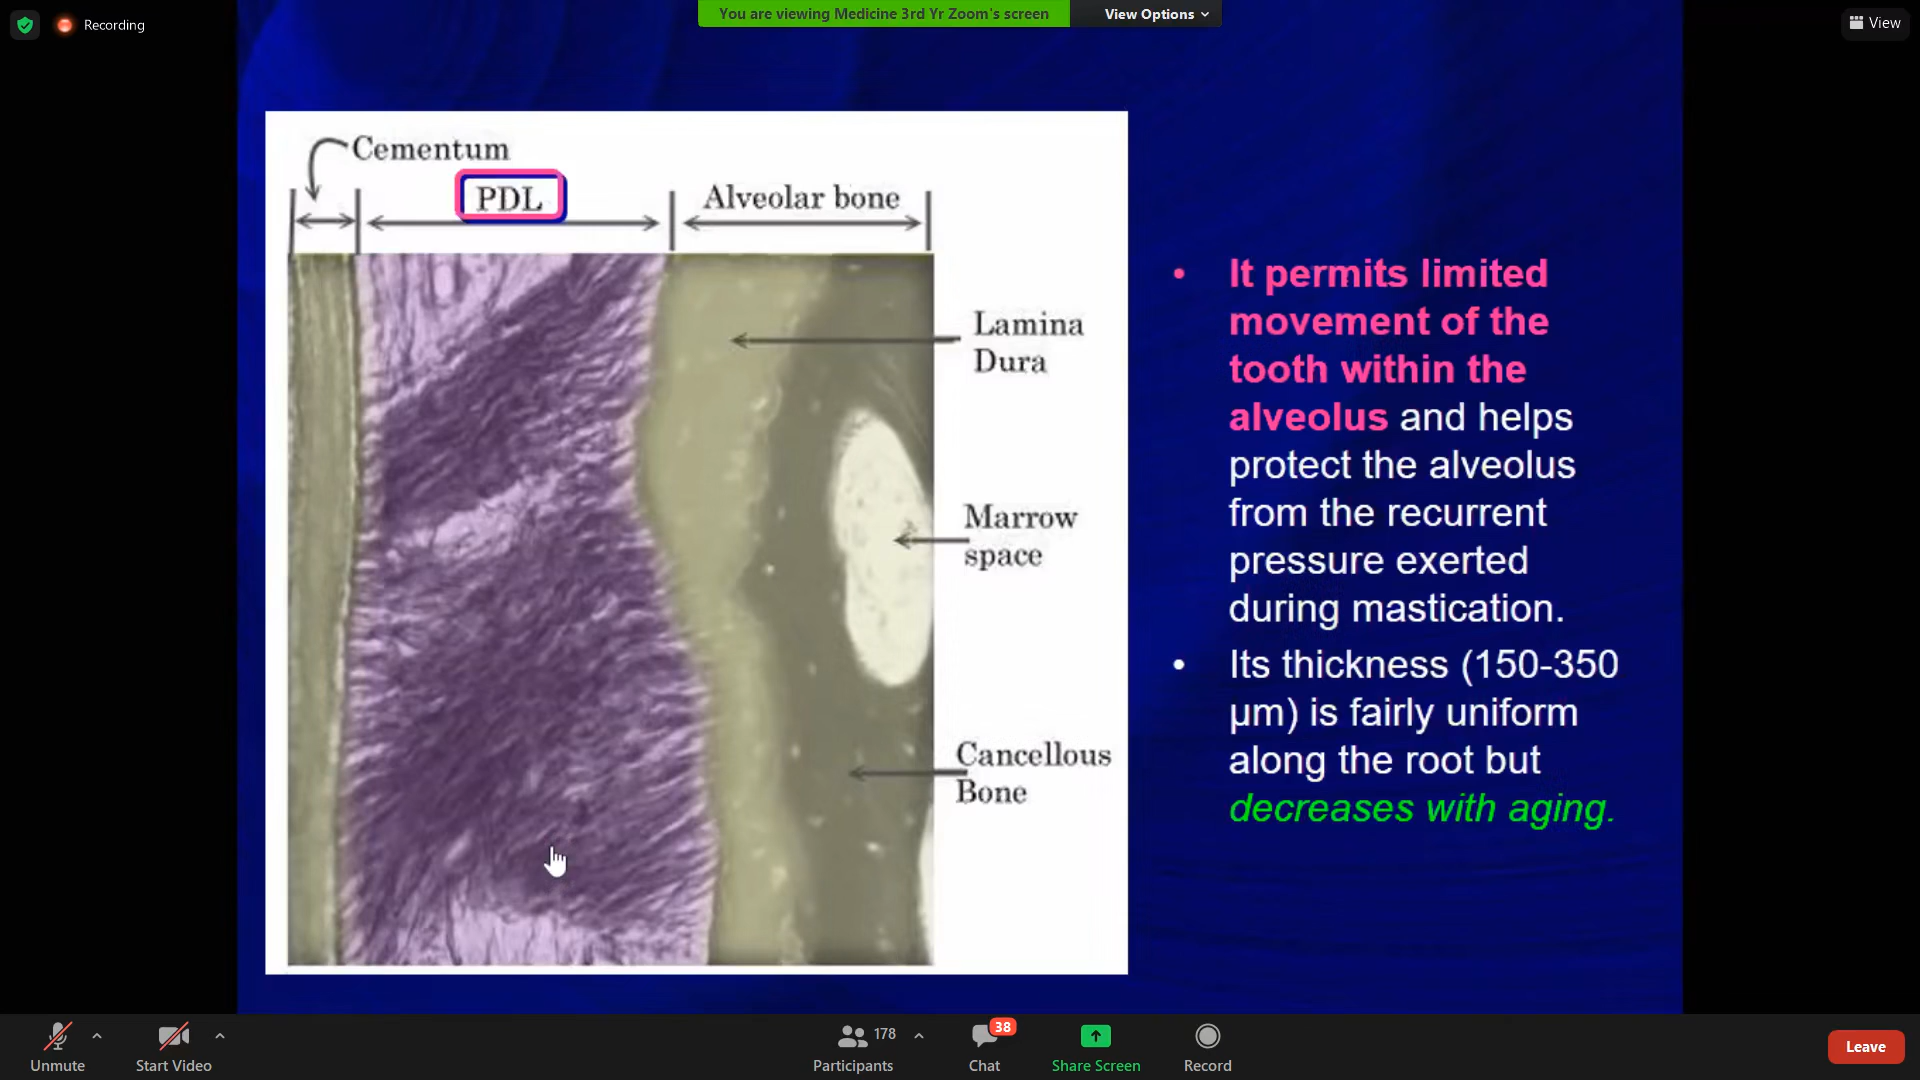 Recording
You are viewing Medicine 3rd Yr Zoom's screen
View Options
View
Cementum
PDL
Alveolar bone
Lamina
Dura
Marrow
space
Cancellous
Bone
• It permits limited
movement of the
tooth within the
alveolus and helps
protect the alveolus
from the recurrent
pressure exerted
during mastication.
• Its thickness (150-350
µm) is fairly uniform
along the root but
decreases with aging.
Unmute
Start Video
178
Participants
38
Chat
Share Screen
Record
Leave